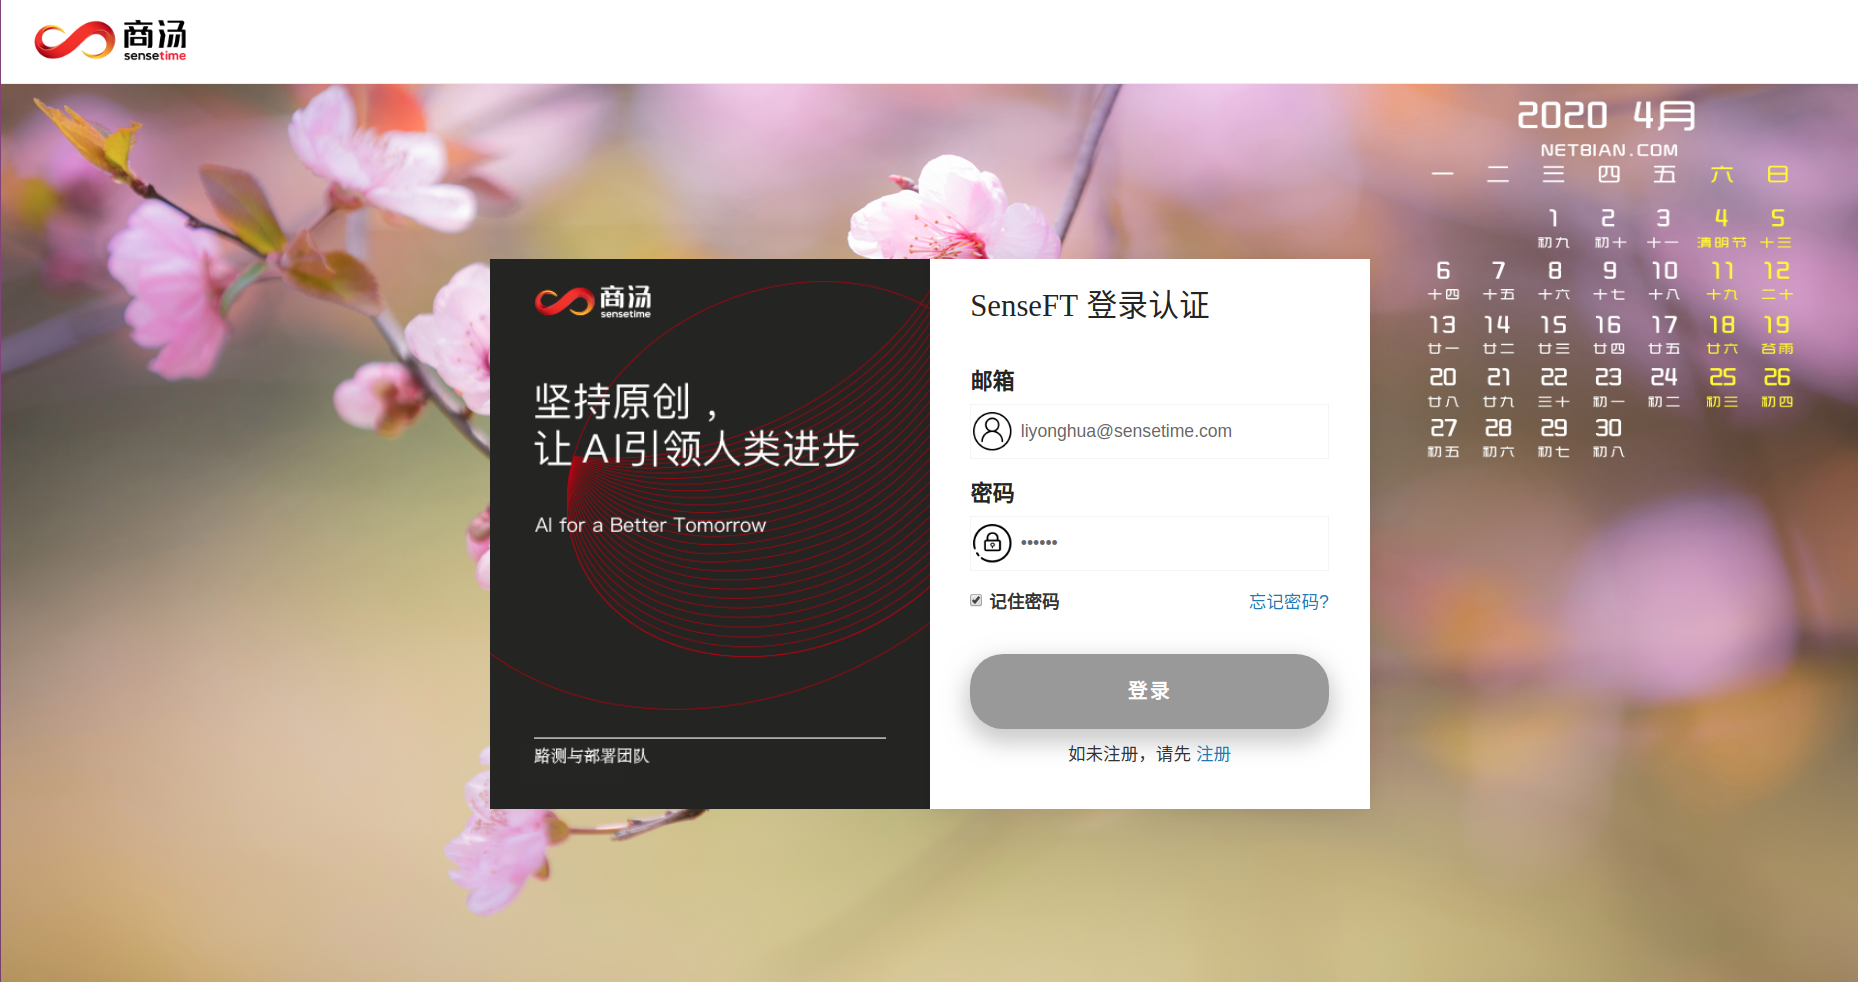 商汤
sensetime
2020 4月
NETBIAN.COM
一 二 三 四 五 六 日
1 2 3 4 5
初九 初十 十一 清明节 十三
6 7 8 9 10 11 12
十四 十五 十六 十七 十八 十九 二十
13 14 15 16 17 18 19
廿一 廿二 廿三 廿四 廿五 廿六 谷雨
20 21 22 23 24 25 26
廿八 廿九 三十 初一 初二 初三 初四
27 28 29 30
初五 初六 初七 初八
商汤
sensetime
坚持原创，
让 AI引领人类进步
AI for a Better Tomorrow
路测与部署团队
SenseFT 登录认证
邮箱
liyonghua@sensetime.com
密码
••••••
记住密码
忘记密码?
登录
如未注册，请先 注册